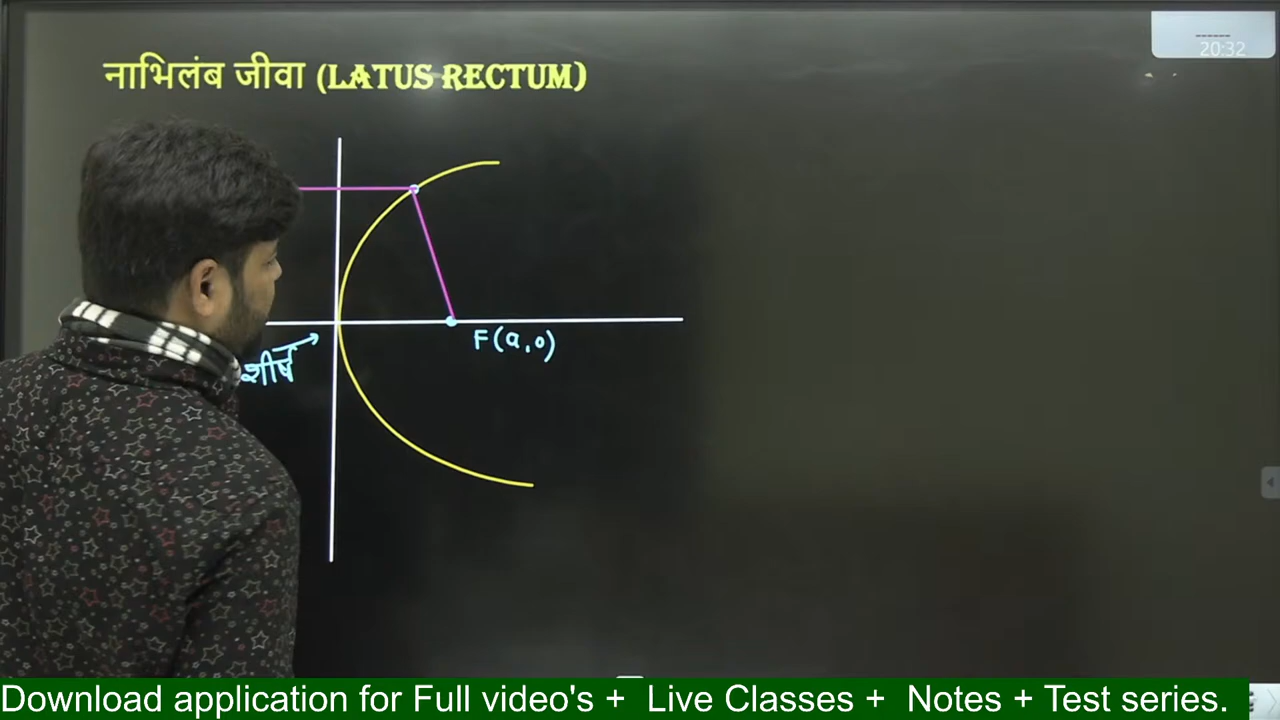 ------
20:32
नाभिलंब जीवा (LATUS RECTUM)
F(a,0)
शीर्ष
Download application for Full video's + Live Classes + Notes + Test series.